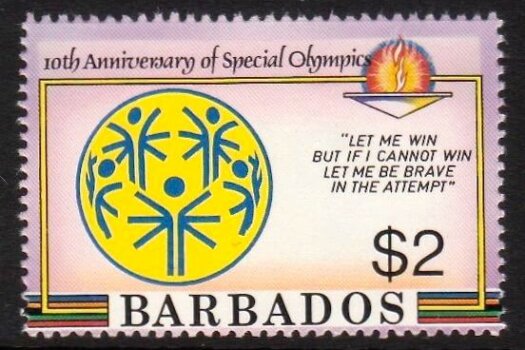 10th Anniversary of Special Olympics
"LET ME WIN
BUT IF I CANNOT WIN
LET ME BE BRAVE
IN THE ATTEMPT"
$2
BARBADOS